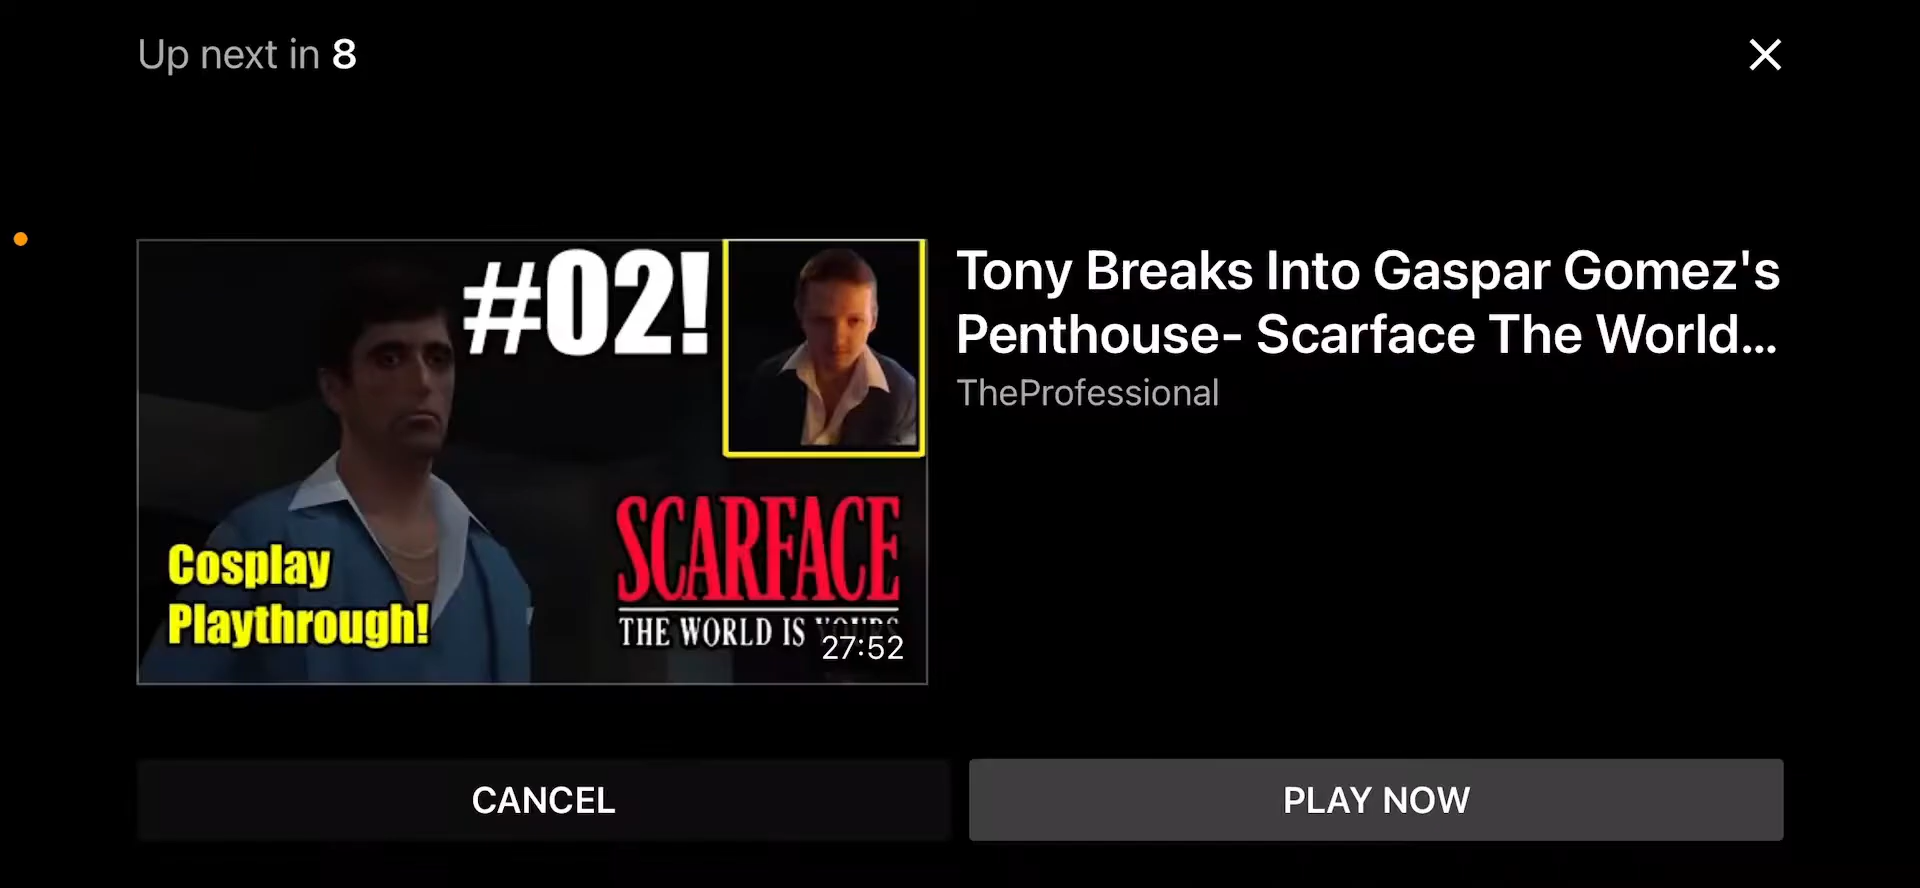 Up next in 8
#02!
Tony Breaks Into Gaspar Gomez's
Penthouse- Scarface The World...
TheProfessional
SCARFACE
THE WORLD IS YOURS
27:52
Cosplay
Playthrough!
CANCEL
PLAY NOW